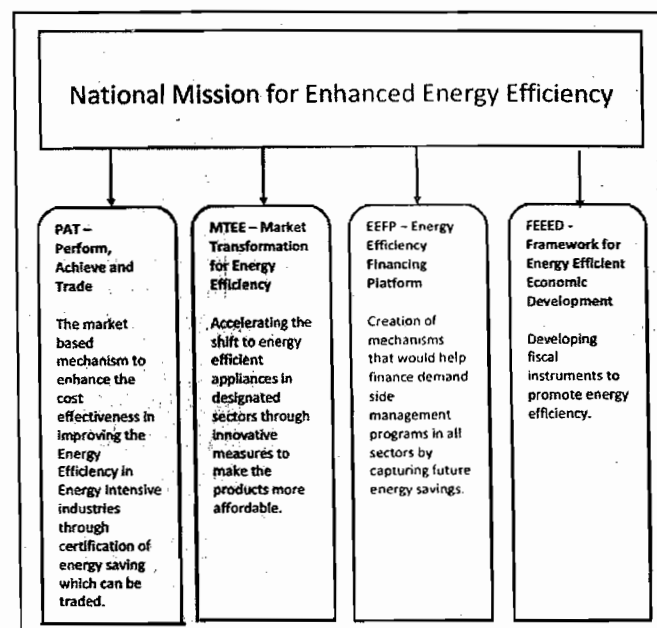 National Mission for Enhanced Energy Efficiency
PAT –
Perform,
Achieve and
Trade
The market
based
mechanism to
enhance the
cost
effectiveness in
improving the
Energy
Efficiency in
Energy Intensive
industries
through
certification of
energy saving
which can be
traded.
MTEE – Market
Transformation
for Energy
Efficiency
Accelerating the
shift to energy
efficient
appliances in
designated
sectors through
innovative
measures to
make the
products more
affordable.
EEFP – Energy
Efficiency
Financing
Platform
Creation of
mechanisms
that would help
finance demand
side
management
programs in all
sectors by
capturing future
energy savings.
FEEED -
Framework for
Energy Efficient
Economic
Development
Developing
fiscal
instruments to
promote energy
efficiency.